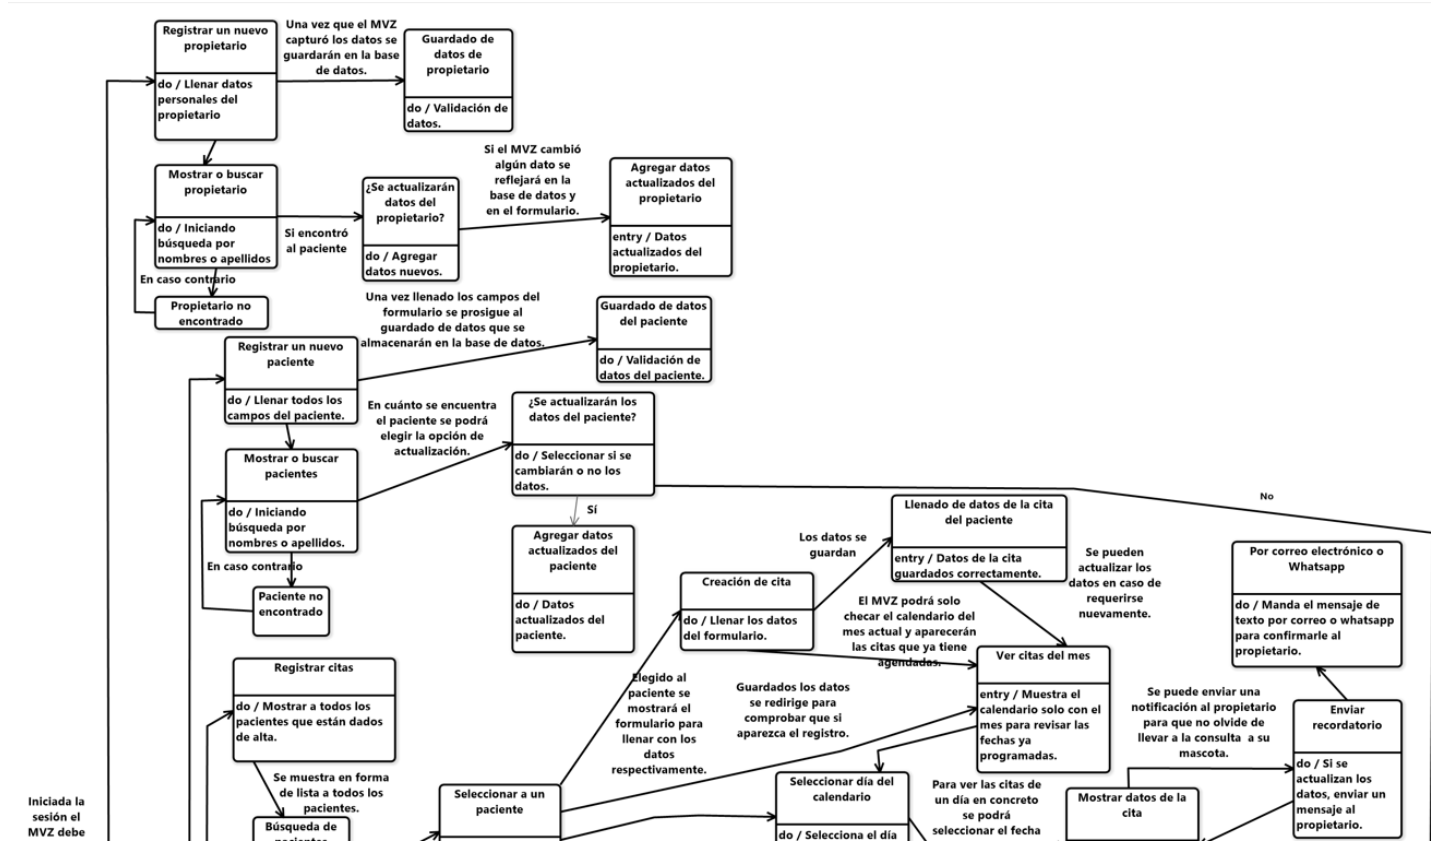 Registrar un nuevo
propietario
do / Llenar datos
personales del
propietario
Una vez que el MVZ
capturó los datos se
guardarán en la base
de datos.
Guardado de
datos de
propietario
do / Validación de
datos.
Mostrar o buscar
propietario
do / Iniciando
búsqueda por
nombres o apellidos
Si encontró
al paciente
¿Se actualizarán
datos del
propietario?
do / Agregar
datos nuevos.
Si el MVZ cambió
algún dato se
reflejará en la
base de datos y
en el formulario.
Agregar datos
actualizados del
propietario
entry / Datos
actualizados del
propietario.
En caso contrario
Propietario no
encontrado
Registrar un nuevo
paciente
do / Llenar todos los
campos del paciente.
Una vez llenado los campos del
formulario se prosigue al
guardado de datos que se
almacenarán en la base de datos.
Guardado de datos
del paciente
do / Validación de
datos del paciente.
Mostrar o buscar
pacientes
do / Iniciando
búsqueda por
nombres o apellidos.
En cuánto se encuentra
el paciente se podrá
elegir la opción de
actualización.
¿Se actualizarán los
datos del paciente?
do / Seleccionar si se
cambiarán o no los
datos.
No
Sí
Agregar datos
actualizados del
paciente
do / Datos
actualizados del
paciente.
En caso contrario
Paciente no
encontrado
Registrar citas
do / Mostrar a todos los
pacientes que están dados
de alta.
Se muestra en forma
de lista a todos los
pacientes.
Búsqueda de
pacientes
Seleccionar a un
paciente
Elegido al
paciente se
mostrará el
formulario para
llenar con los
datos
respectivamente.
Creación de cita
do / Llenar los datos
del formulario.
Los datos se
guardan
Llenado de datos de la cita
del paciente
entry / Datos de la cita
guardados correctamente.
Se pueden
actualizar los
datos en caso de
requerirse
nuevamente.
El MVZ podrá solo
checar el calendario del
mes actual y aparecerán
las citas que ya tiene
agendadas.
Guardados los datos
se redirige para
comprobar que si
aparezca el registro.
Ver citas del mes
entry / Muestra el
calendario solo con el
mes para revisar las
fechas ya
programadas.
Seleccionar día del
calendario
do / Selecciona el día
Para ver las citas de
un día en concreto
se podrá
seleccionar el fecha
Mostrar datos de la
cita
Se puede enviar una
notificación al propietario
para que no olvide de
llevar a la consulta a su
mascota.
Enviar
recordatorio
do / Si se
actualizan los
datos, enviar un
mensaje al
propietario.
Por correo electrónico o
Whatsapp
do / Manda el mensaje de
texto por correo o whatsapp
para confirmarle al
propietario.
Iniciada la
sesión el
MVZ debe